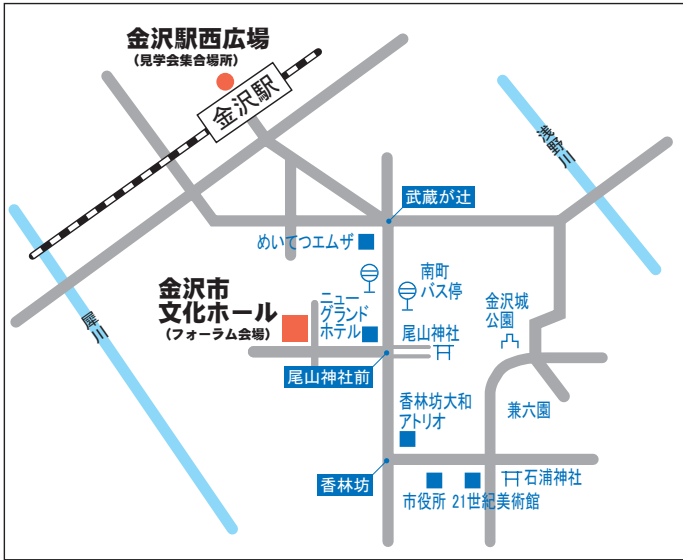 金沢駅西広場
（見学会集合場所）
金沢駅
浅野川
武蔵が辻
めいてつエムザ
南町
バス停
金沢市
文化ホール
（フォーラム会場）
ニュー
グランド
ホテル
尾山神社
金沢城
公園
犀川
尾山神社前
香林坊大和
アトリオ
兼六園
香林坊
石浦神社
市役所 21世紀美術館